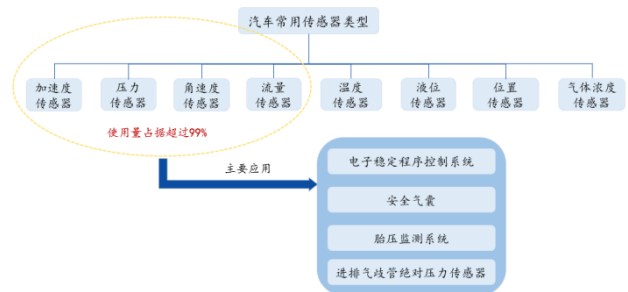 汽车常用传感器类型
加速度
传感器
压力
传感器
角速度
传感器
流量
传感器
温度
传感器
液位
传感器
位置
传感器
气体浓度
传感器
使用量占据超过99%
主要应用
电子稳定程序控制系统
安全气囊
胎压监测系统
进排气歧管绝对压力传感器